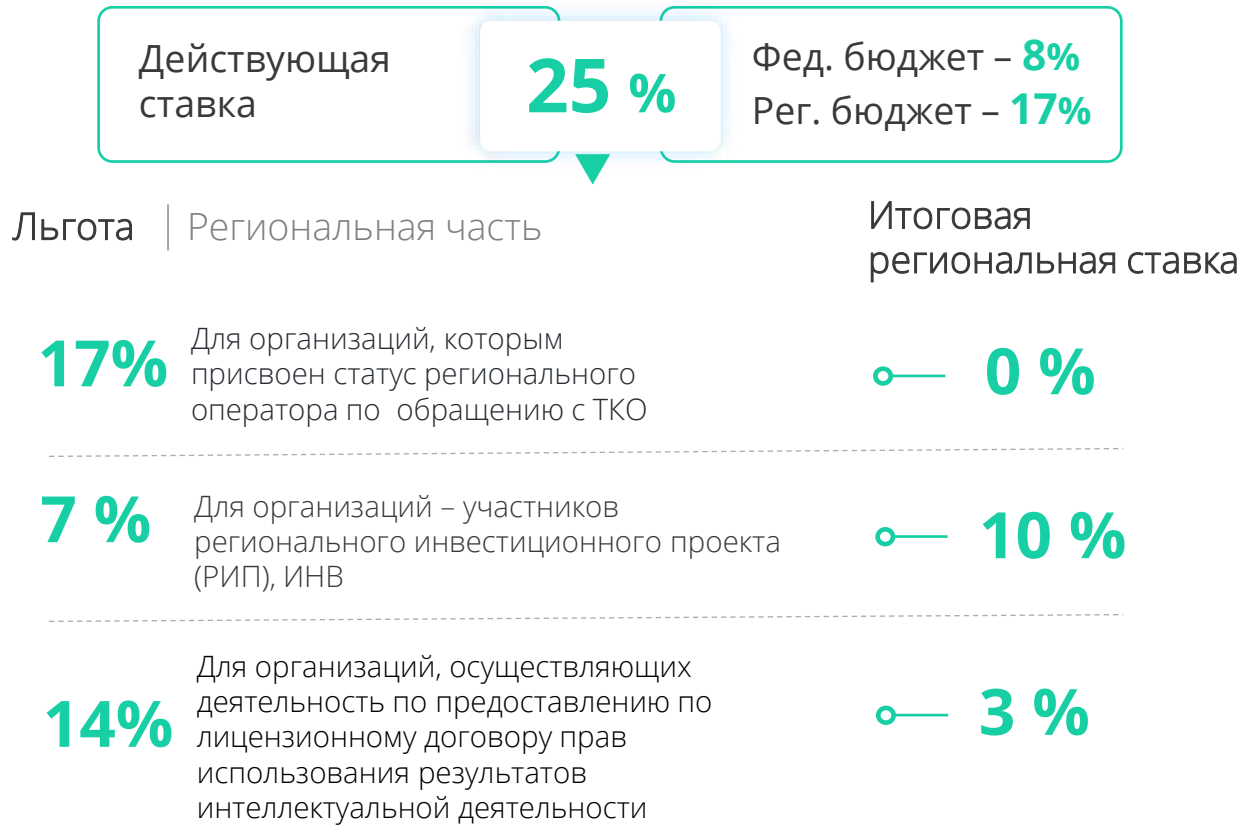 Действующая
ставка
25 %
Фед. бюджет – 8%
Рег. бюджет – 17%
Льгота
Региональная часть
Итоговая
региональная ставка
17%
Для организаций, которым
присвоен статус регионального
оператора по обращению с ТКО
0 %
7 %
Для организаций – участников
регионального инвестиционного проекта
(РИП), ИНВ
10 %
14%
Для организаций, осуществляющих
деятельность по предоставлению по
лицензионному договору прав
использования результатов
интеллектуальной деятельности
3 %